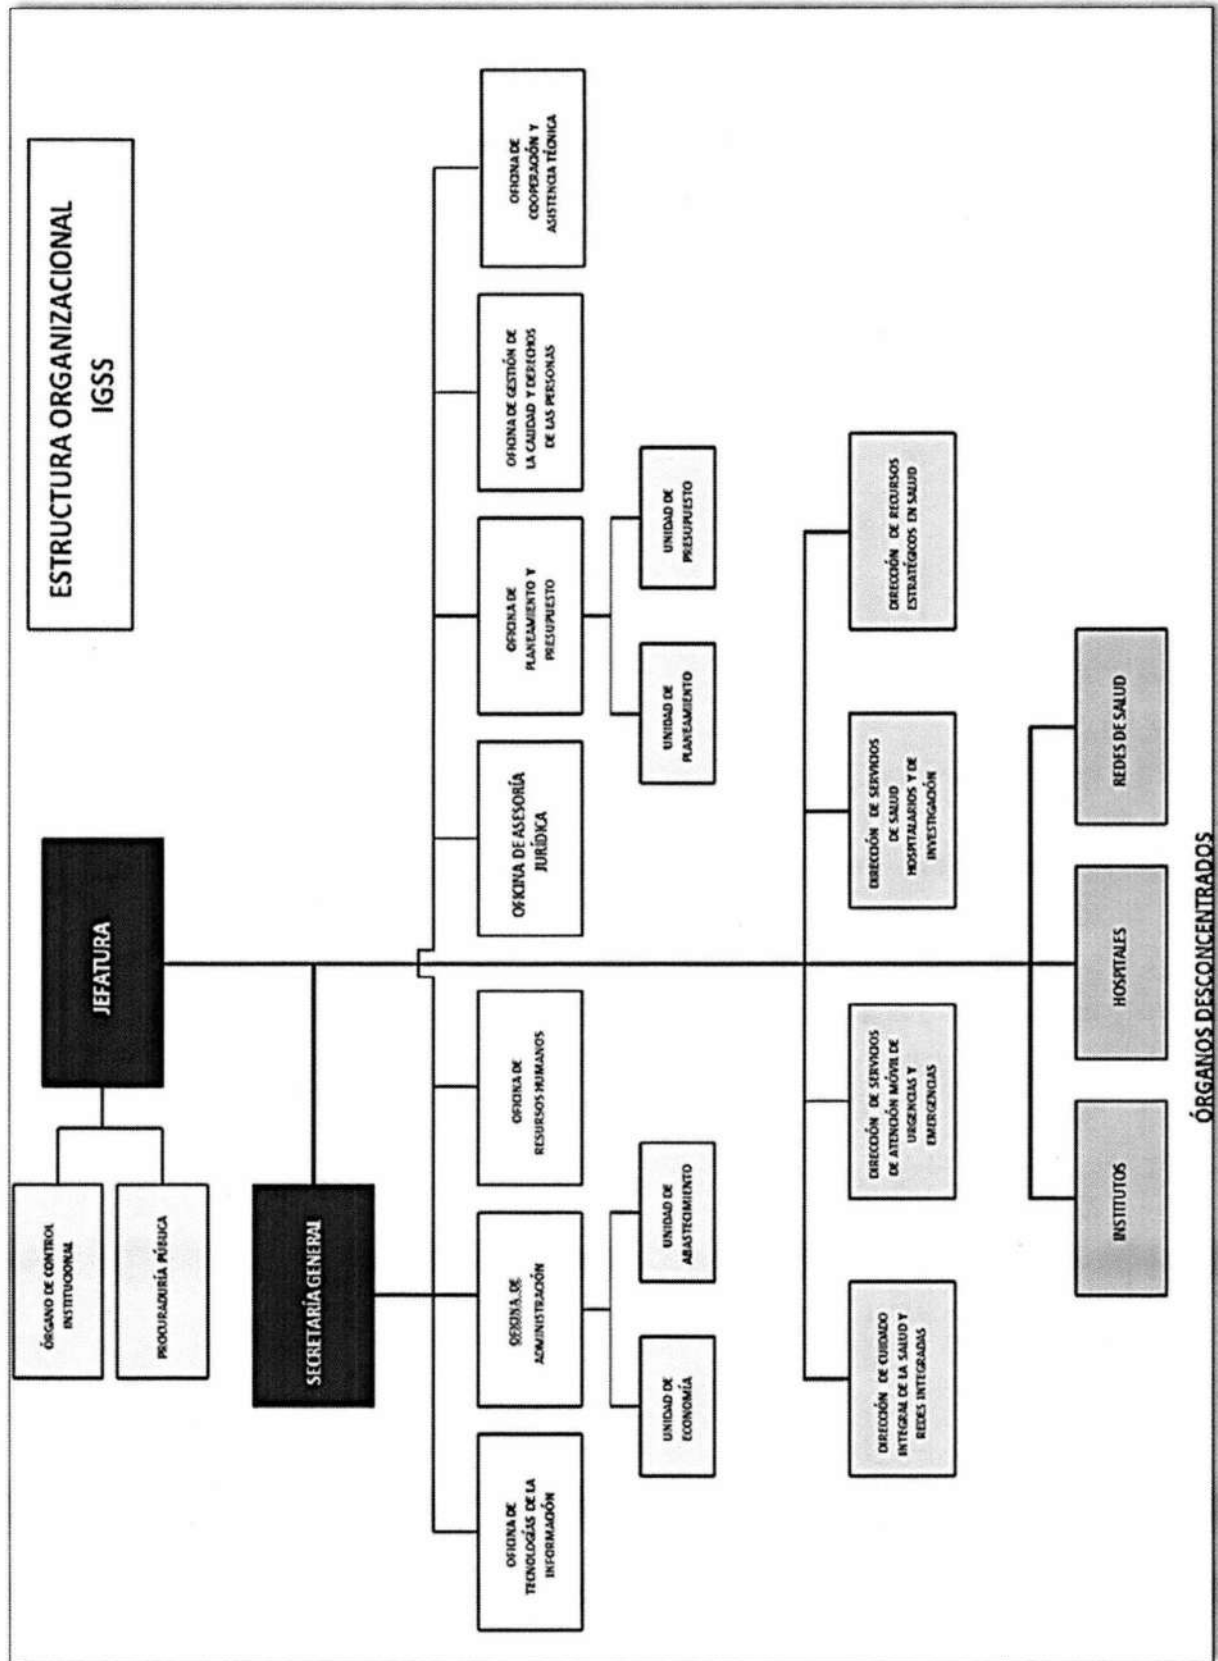 ESTRUCTURA ORGANIZACIONAL
IGSS
JEFATURA
ÓRGANO DE CONTROL
INSTITUCIONAL
PROCURADURÍA PÚBLICA
SECRETARÍA GENERAL
OFICINA DE
TECNOLOGÍAS DE LA
INFORMACIÓN
OFICINA DE
ADMINISTRACIÓN
OFICINA DE
RESURSOS HUMANOS
OFICINA DE ASESORÍA
JURÍDICA
OFICINA DE
PLANEAMIENTO Y
PRESUPUESTO
OFICINA DE GESTIÓN DE
LA CALIDAD Y DERECHOS
DE LAS PERSONAS
OFICINA DE
COOPERACIÓN Y
ASISTENCIA TÉCNICA
UNIDAD DE
ECONOMÍA
UNIDAD DE
ABASTECIMIENTO
UNIDAD DE
PLANEAMIENTO
UNIDAD DE
PRESUPUESTO
DIRECCIÓN DE CUIDADO
INTEGRAL DE LA SALUD Y
REDES INTEGRADAS
DIRECCIÓN DE SERVICIOS
DE ATENCIÓN MÓVIL DE
URGENCIAS Y
EMERGENCIAS
DIRECCIÓN DE SERVICIOS
DE SALUD
HOSPITALARIOS Y DE
INVESTIGACIÓN
DIRECCIÓN DE RECURSOS
ESTRATÉGICOS EN SALUD
INSTITUTOS
HOSPITALES
REDES DE SALUD
ÓRGANOS DESCONCENTRADOS